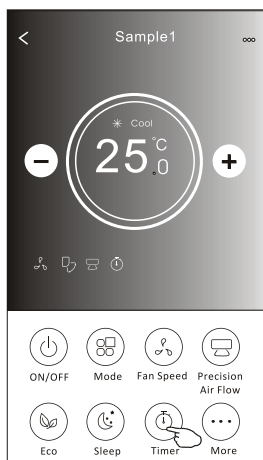 Sample1
Cool
25.0 °C
ON/OFF
Mode
Fan Speed
Precision
Air Flow
Eco
Sleep
Timer
More